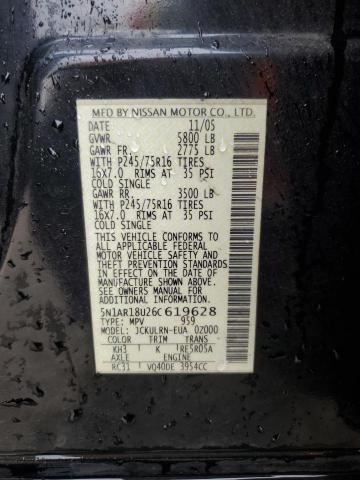 MFD BY NISSAN MOTOR CO., LTD.
DATE 11/05
GVWR 5800 LB
GAWR FR. 2775 LB
WITH P245/75R16 TIRES
16X7.0 RIMS AT 35 PSI
COLD SINGLE
GAWR RR. 3500 LB
WITH P245/75R16 TIRES
16X7.0 RIMS AT 35 PSI
COLD SINGLE
THIS VEHICLE CONFORMS TO
ALL APPLICABLE FEDERAL
MOTOR VEHICLE SAFETY
AND THEFT PREVENTION
STANDARDS IN EFFECT ON
THE DATE OF MANUFACTURE
SHOWN ABOVE. SEE OWNERS
MANUAL FOR DETAILS.
5N1AR18U26C619628
TYPE: MPV 959
MODEL: JCKULRN-EUA 02000
COLOR TRIM TRANS
KH3 K RE5R05A
AXLE ENGINE
RC31 VQ40DE 3954CC